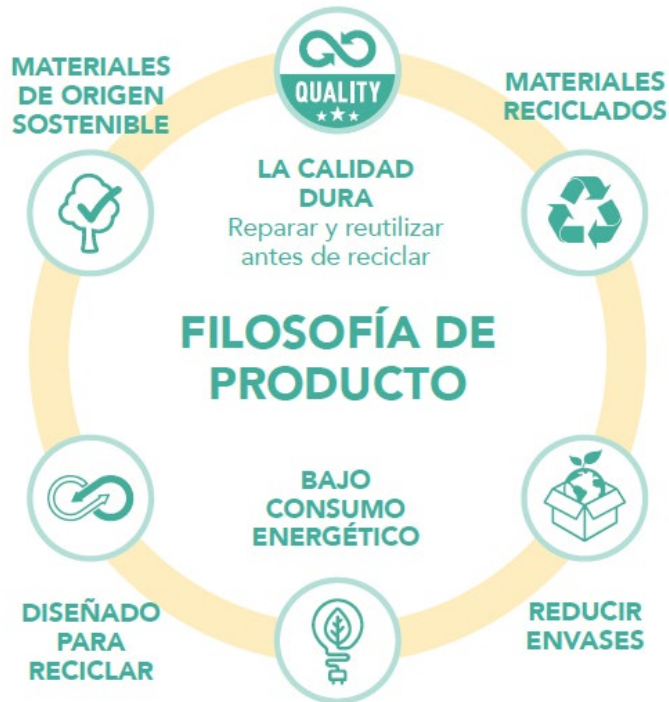 QUALITY
MATERIALES
DE ORIGEN
SOSTENIBLE
MATERIALES
RECICLADOS
LA CALIDAD
DURA
Reparar y reutilizar
antes de reciclar
FILOSOFÍA DE
PRODUCTO
BAJO
CONSUMO
ENERGÉTICO
DISEÑADO
PARA
RECICLAR
REDUCIR
ENVASES